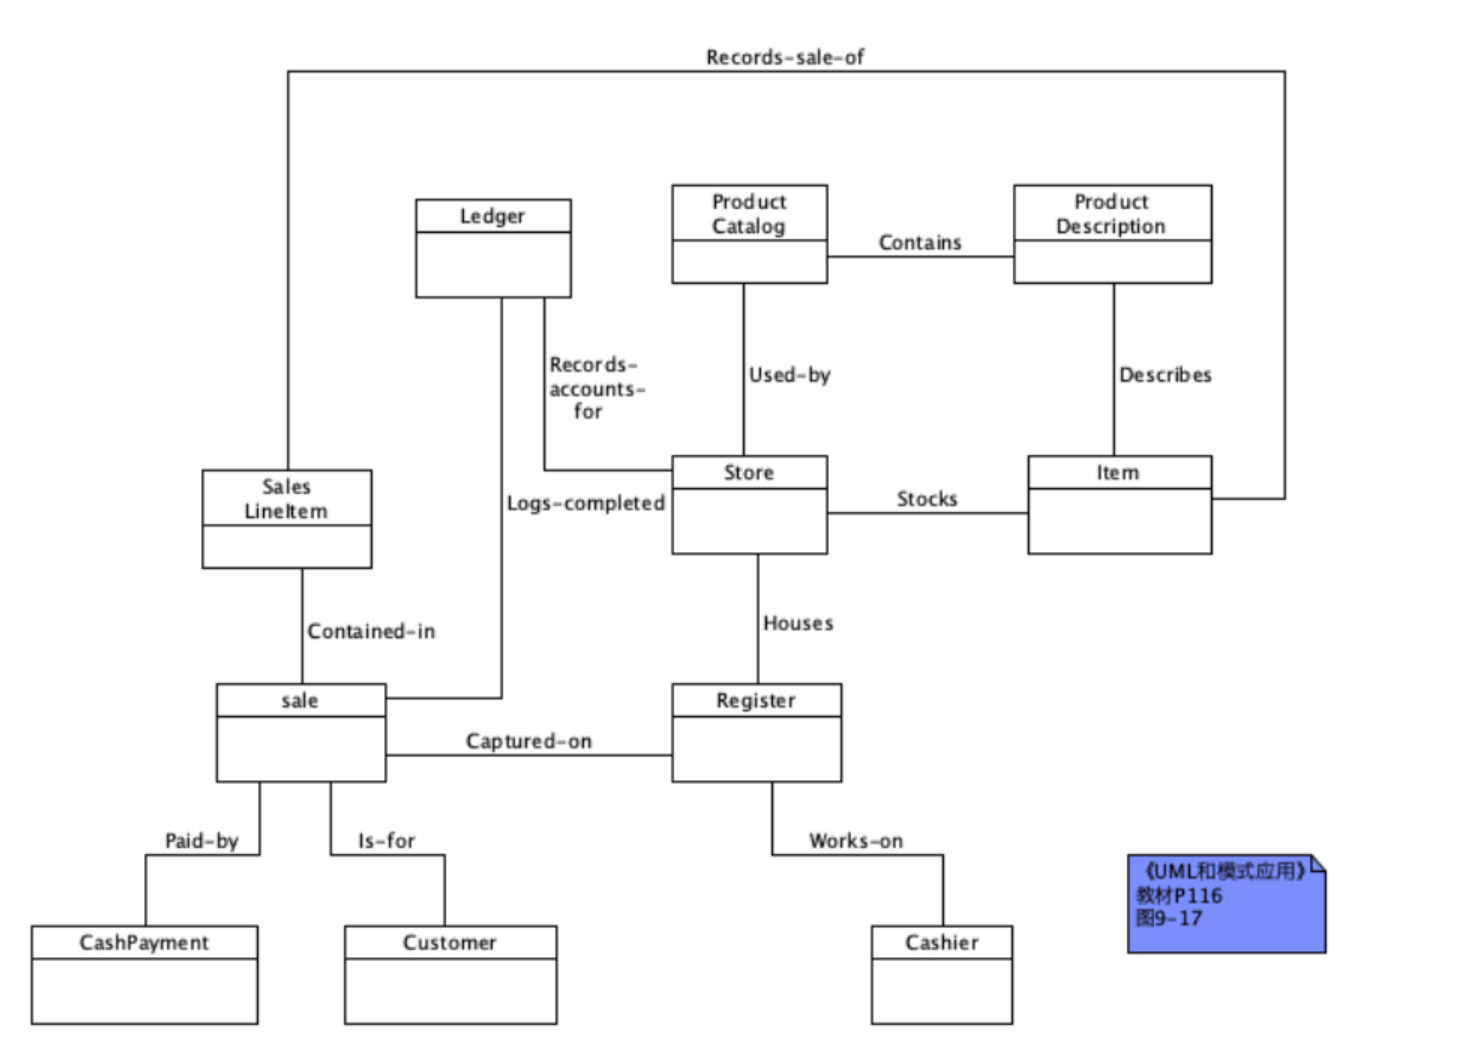 Records-sale-of
Ledger
Product
Catalog
Contains
Product
Description
Records-
accounts-
for
Used-by
Describes
Sales
LineItem
Logs-completed
Store
Stocks
Item
Contained-in
Houses
sale
Captured-on
Register
Paid-by
Is-for
Works-on
CashPayment
Customer
Cashier
《UML和模式应用》
教材P116
图9-17